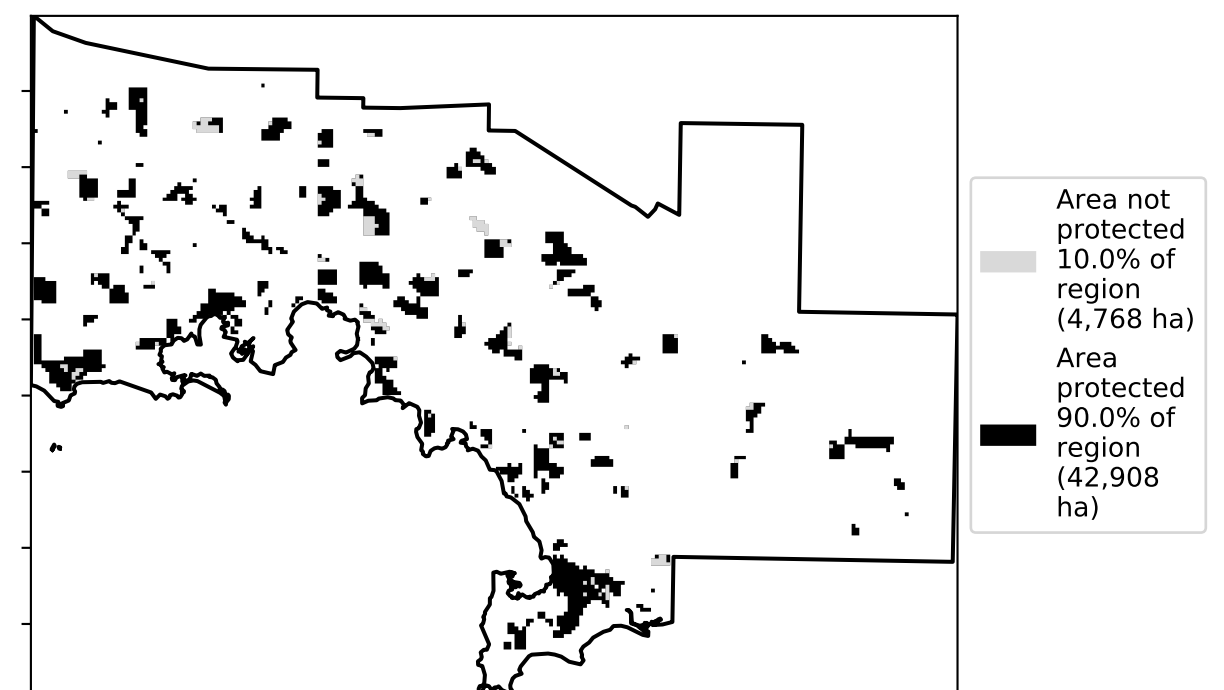 Area not
protected
10.0% of
region
(4,768 ha)
Area
protected
90.0% of
region
(42,908
ha)